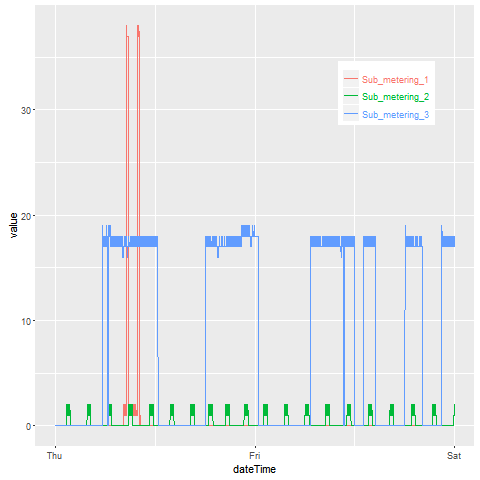 Sub_metering_1
Sub_metering_2
Sub_metering_3
value
30
20
10
0
Thu
Fri
Sat
dateTime